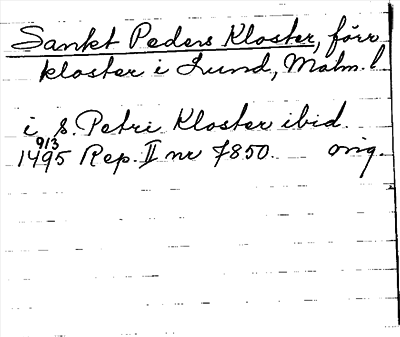 Sankt Peders Kloster, förr
kloster i Lund, Malm. l
i S. Petri Kloster ibid.
1495 9/3 Rep. II nr 7850. orig.